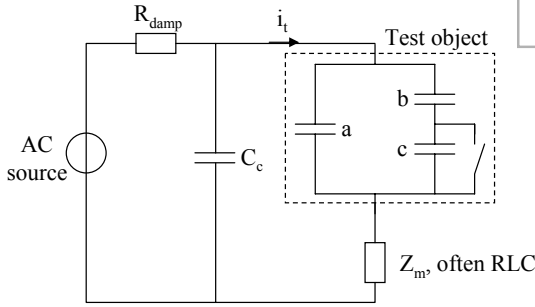 R_damp
i_t
Test object
b
a
c
AC
source
C_c
Z_m, often RLC